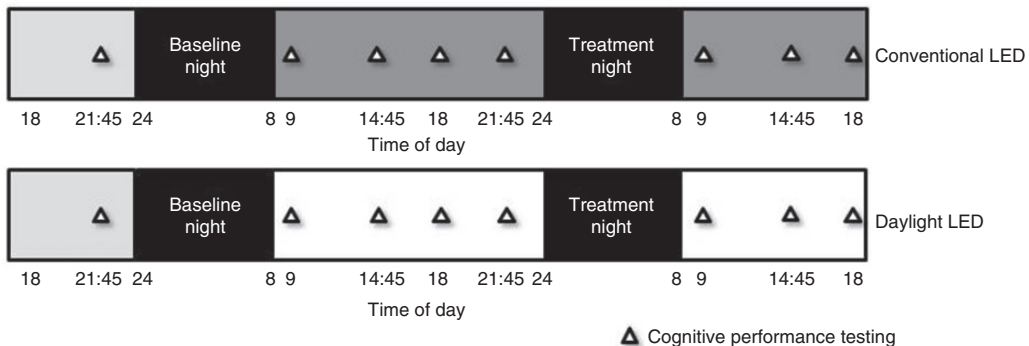 Baseline night
Treatment night
Conventional LED
18 21:45 24 8 9 14:45 18 21:45 24 8 9 14:45 18
Time of day
Baseline night
Treatment night
Daylight LED
18 21:45 24 8 9 14:45 18 21:45 24 8 9 14:45 18
Time of day
Cognitive performance testing